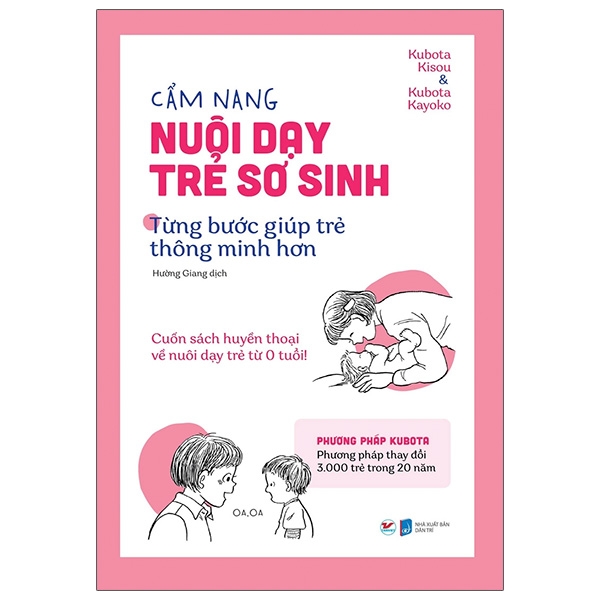 Kubota
Kisou
&
Kubota
Kayoko
CẨM NANG
NUÔI DẠY
TRẺ SƠ SINH
Từng bước giúp trẻ
thông minh hơn
Hường Giang dịch
Cuốn sách huyền thoại
về nuôi dạy trẻ từ 0 tuổi!
PHƯƠNG PHÁP KUBOTA
Phương pháp thay đổi
3.000 trẻ trong 20 năm
OA,OA
NHÀ XUẤT BẢN
DÂN TRÍ